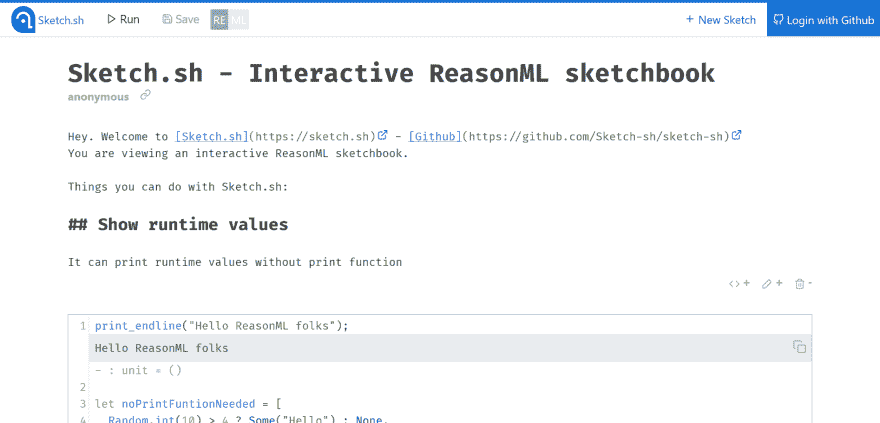 Sketch.sh Run Save RE ML + New Sketch Login with Github
Sketch.sh - Interactive ReasonML sketchbook
anonymous
Hey. Welcome to [Sketch.sh](https://sketch.sh) - [Github](https://github.com/Sketch-sh/sketch-sh)
You are viewing an interactive ReasonML sketchbook.
Things you can do with Sketch.sh:
## Show runtime values
It can print runtime values without print function
1 print_endline("Hello ReasonML folks");
Hello ReasonML folks
- : unit = ()
2
3 let noPrintFuntionNeeded = [
4 Random.int(10) > 4 ? Some("Hello") : None,